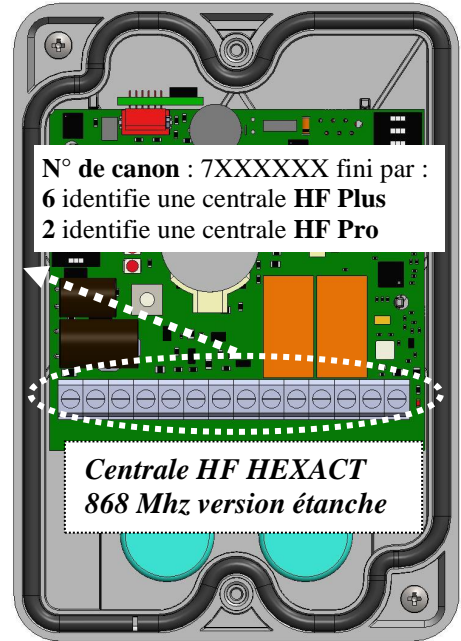 N° de canon : 7XXXXXX fini par :
6 identifie une centrale HF Plus
2 identifie une centrale HF Pro
Centrale HF HEXACT
868 Mhz version étanche